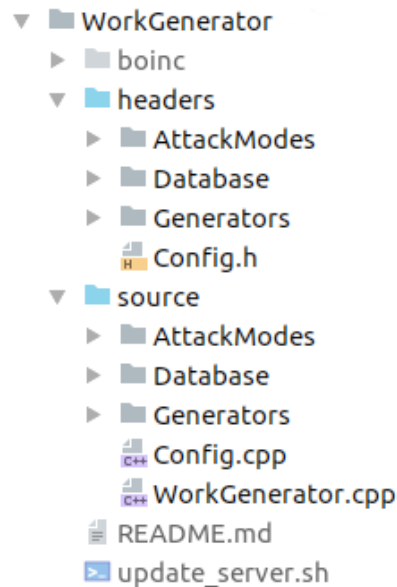 WorkGenerator
boinc
headers
AttackModes
Database
Generators
H Config.h
source
AttackModes
Database
Generators
C++ Config.cpp
C++ WorkGenerator.cpp
README.md
update_server.sh